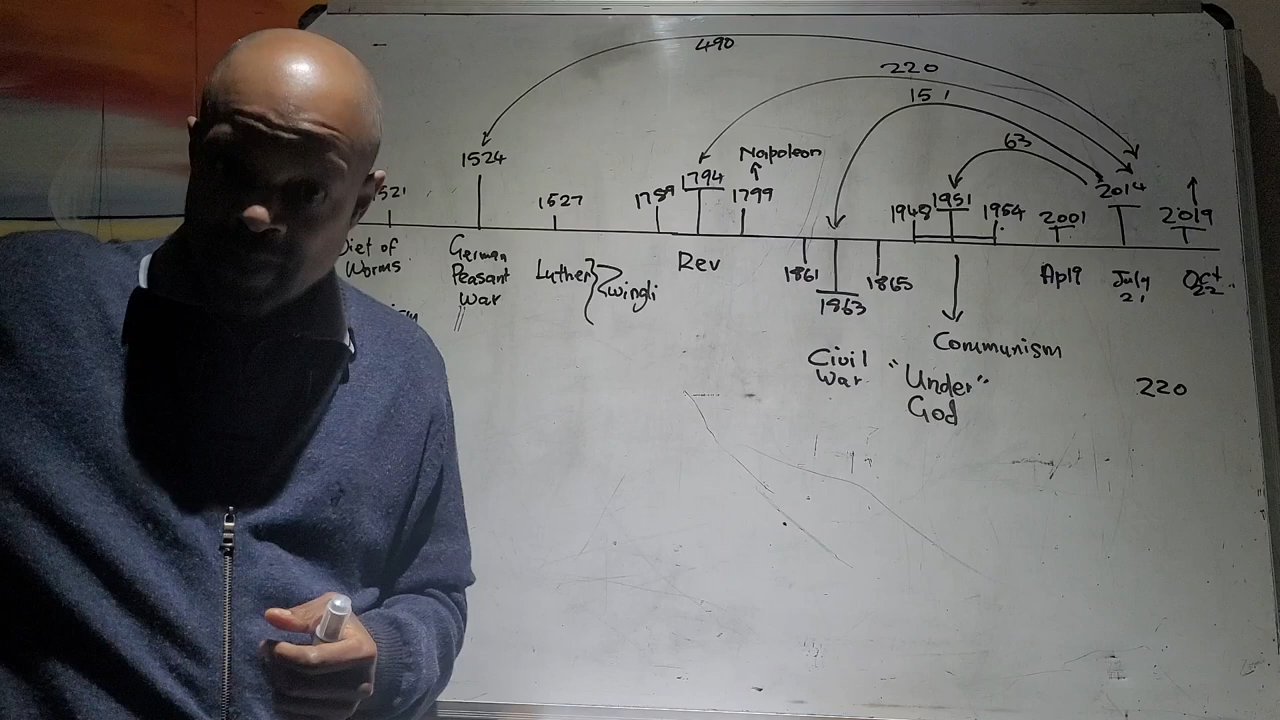 490
220
151
63
Napoleon
1524
1794
2014
521
1527
1789
1799
1948
1951
1954
2001
2019
Diet of
Worms
German
Peasant
War
Luther
Zwingli
Rev
1861
1863
1865
Civil
War
Communism
"Under"
God
Ap19
July
21
Oct
22
220